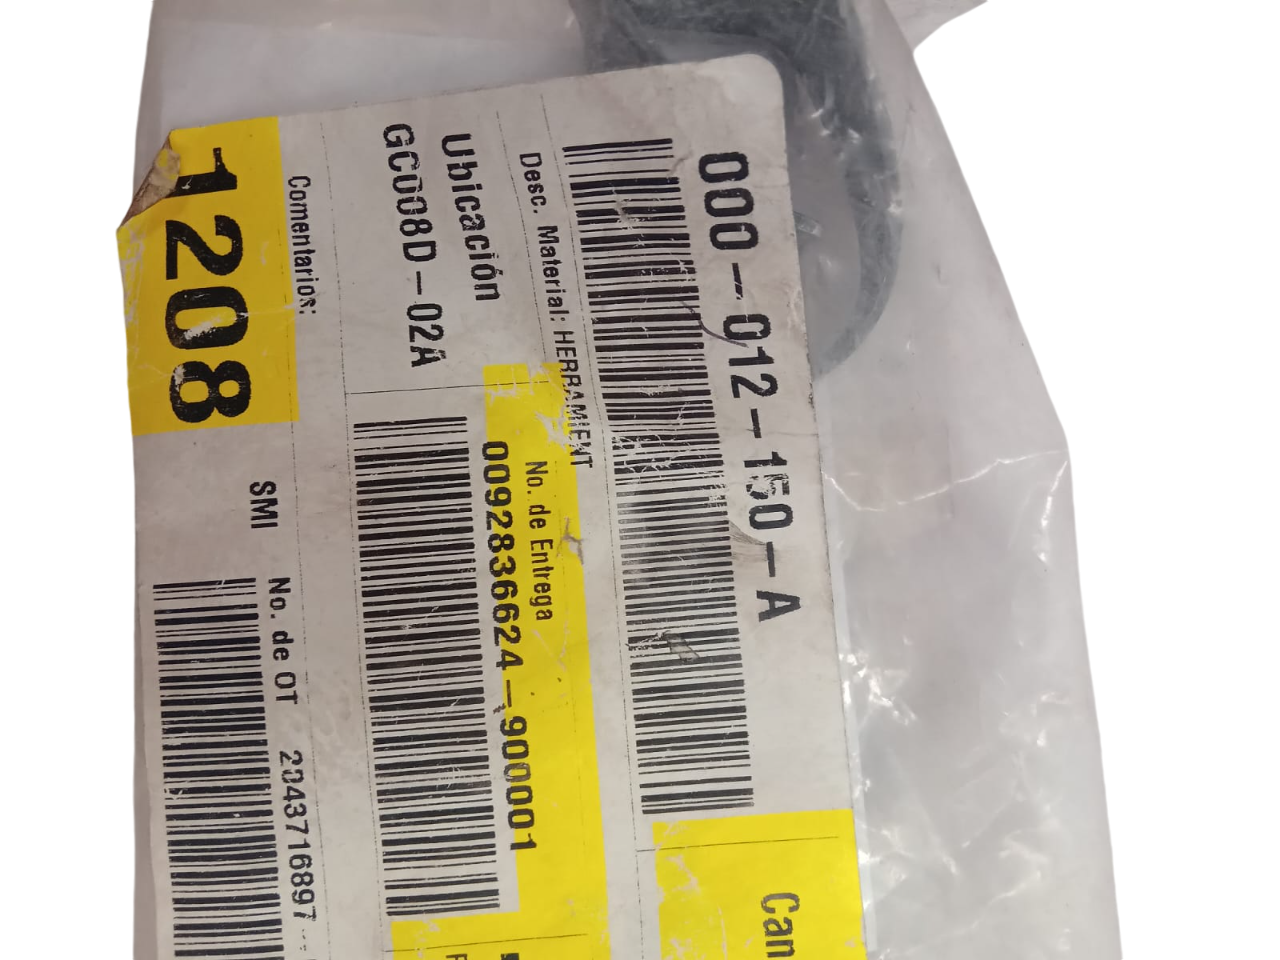 000-012-150-A
Desc. Material: HERRAMIENT
Ubicación
GCD08D-02A
No. de Entrega
0092836624-900001
Comentarios:
1208
SMI
No. de OT 2043716897
Can